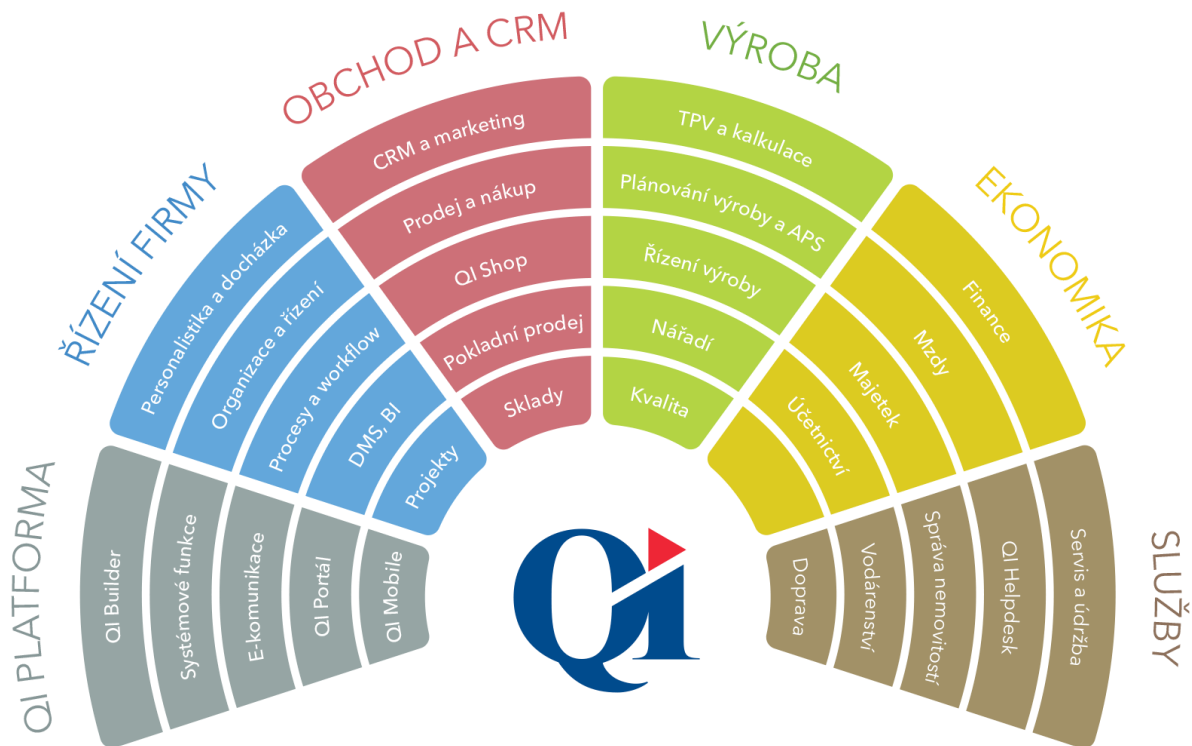 QI PLATFORMA
QI Builder
Systémové funkce
E-komunikace
QI Portál
QI Mobile
ŘÍZENÍ FIRMY
Personalistika a docházka
Organizace a řízení
Procesy a workflow
DMS, BI
Projekty
OBCHOD A CRM
CRM a marketing
Prodej a nákup
QI Shop
Pokladní prodej
Sklady
VÝROBA
TPV a kalkulace
Plánování výroby a APS
Řízení výroby
Nářadí
Kvalita
EKONOMIKA
Finance
Mzdy
Majetek
Účetnictví
SLUŽBY
Servis a údržba
QI Helpdesk
Správa nemovitostí
Vodárenství
Doprava
Qi